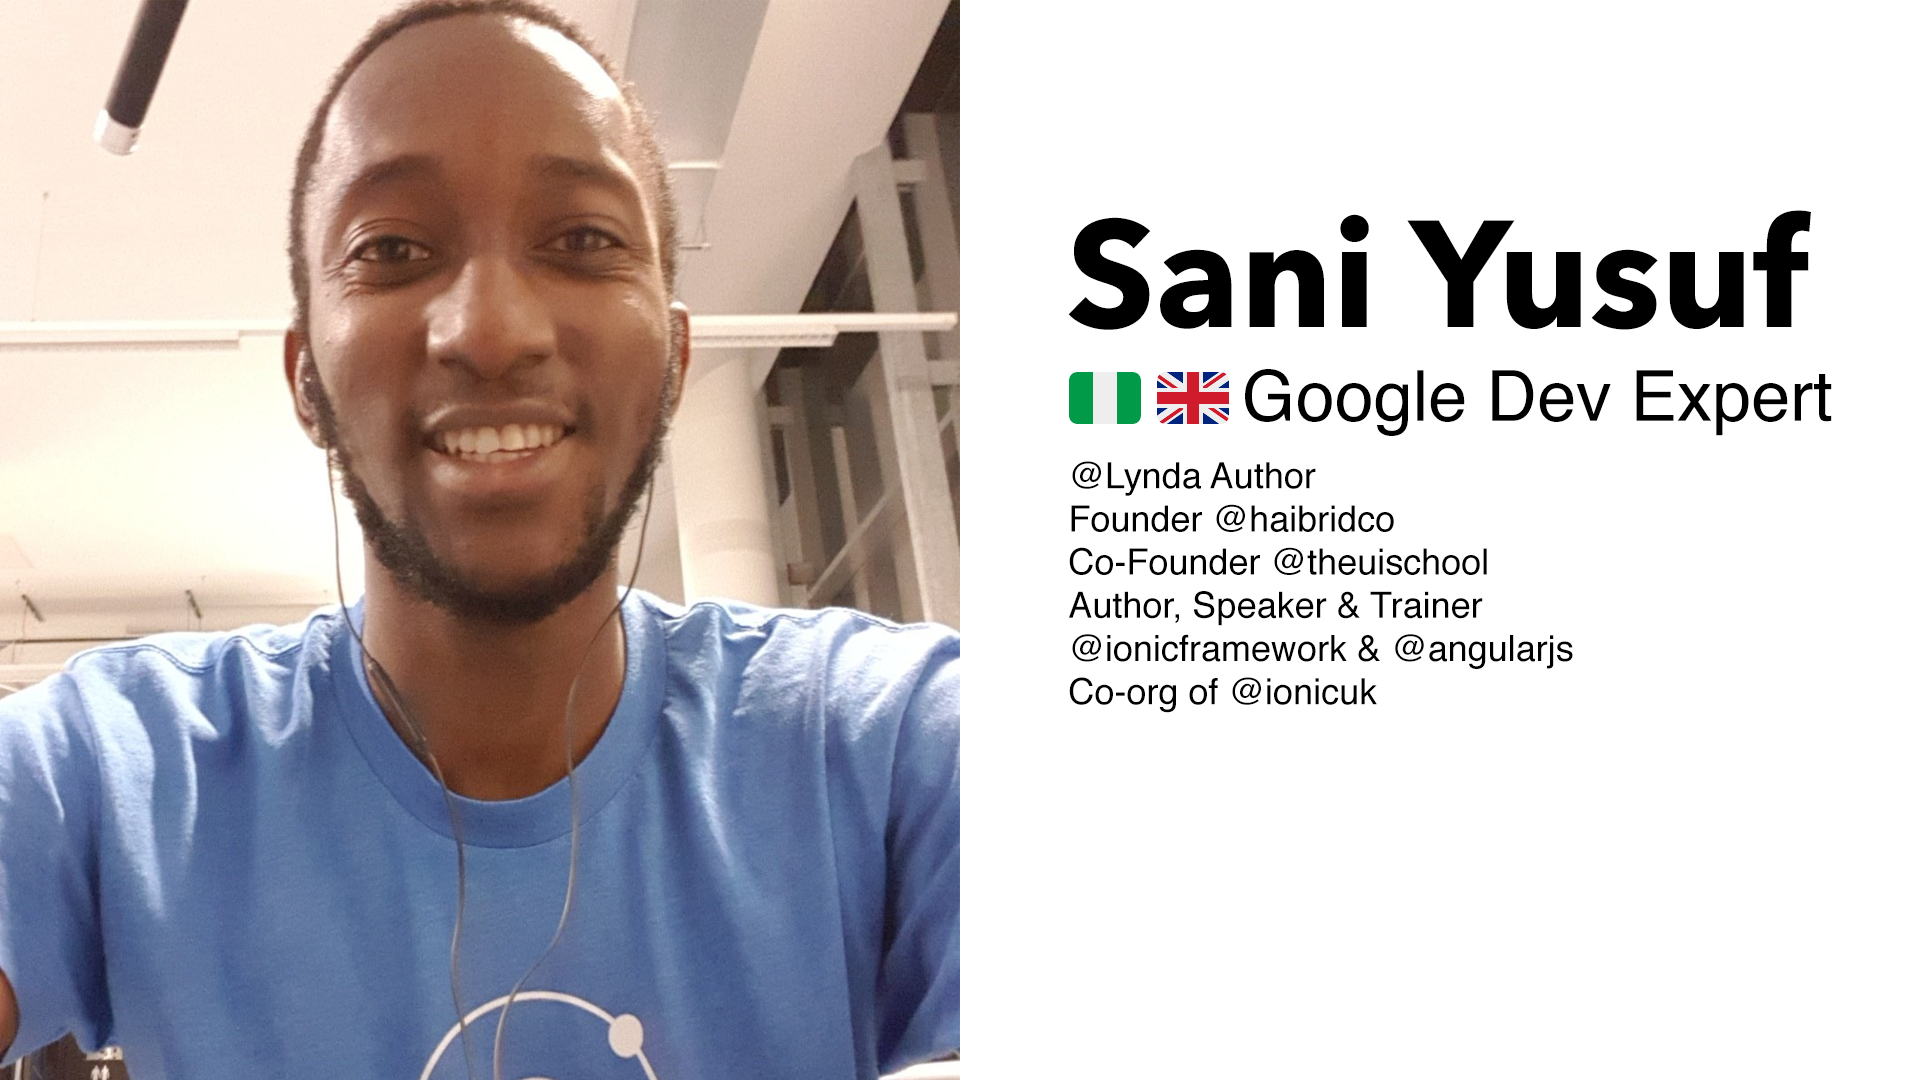 Sani Yusuf
Google Dev Expert
@Lynda Author
Founder @haibridco
Co-Founder @theuischool
Author, Speaker & Trainer
@ionicframework & @angularjs
Co-org of @ionicuk